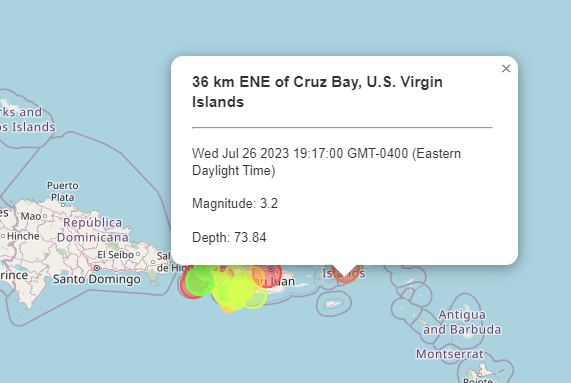 36 km ENE of Cruz Bay, U.S. Virgin
Islands
Wed Jul 26 2023 19:17:00 GMT-0400 (Eastern
Daylight Time)
Magnitude: 3.2
Depth: 73.84
×
rks and
os Islands
Puerto
Plata
Mao
República
Dominicana
Hinche
El Seibo
Sal
de Hig
rince
Santo Domingo
Juan
Islands
Antigua
and Barbuda
Montserrat
Pointe